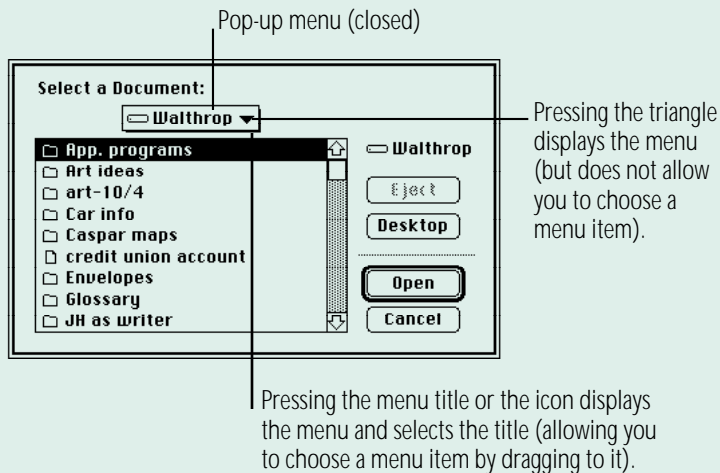 Pop-up menu (closed)
Select a Document:
Walthrop
App. programs
Art ideas
art-10/4
Car info
Caspar maps
credit union account
Envelopes
Glossary
JH as writer
Walthrop
Eject
Desktop
Open
Cancel
Pressing the triangle
displays the menu
(but does not allow
you to choose a
menu item).
Pressing the menu title or the icon displays
the menu and selects the title (allowing you
to choose a menu item by dragging to it).